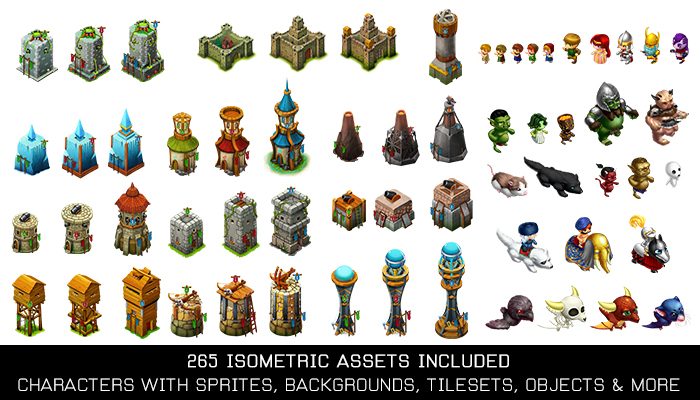 265 ISOMETRIC ASSETS INCLUDED
CHARACTERS WITH SPRITES, BACKGROUNDS, TILESETS, OBJECTS & MORE